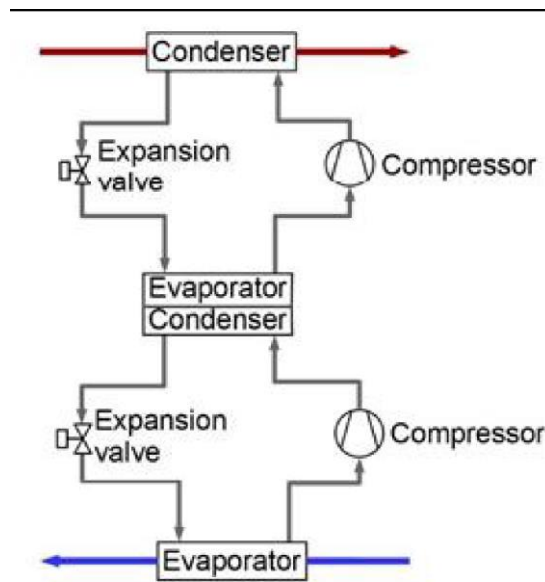 Condenser
Expansion
valve
Compressor
Evaporator
Condenser
Expansion
valve
Compressor
Evaporator